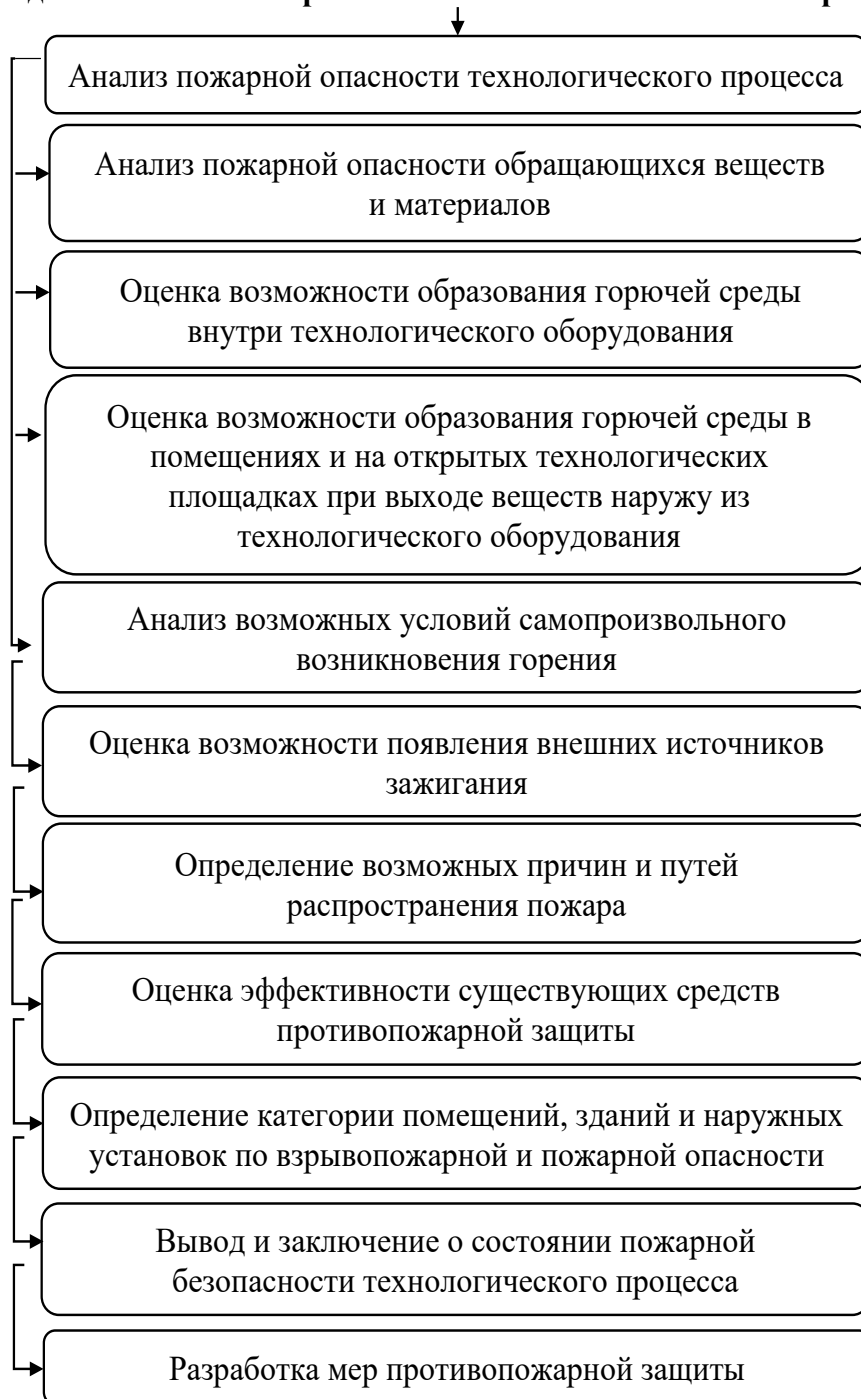 Анализ пожарной опасности технологического процесса
Анализ пожарной опасности обращающихся веществ
и материалов
Оценка возможности образования горючей среды
внутри технологического оборудования
Оценка возможности образования горючей среды в
помещениях и на открытых технологических
площадках при выходе веществ наружу из
технологического оборудования
Анализ возможных условий самопроизвольного
возникновения горения
Оценка возможности появления внешних источников
зажигания
Определение возможных причин и путей
распространения пожара
Оценка эффективности существующих средств
противопожарной защиты
Определение категории помещений, зданий и наружных
установок по взрывопожарной и пожарной опасности
Вывод и заключение о состоянии пожарной
безопасности технологического процесса
Разработка мер противопожарной защиты